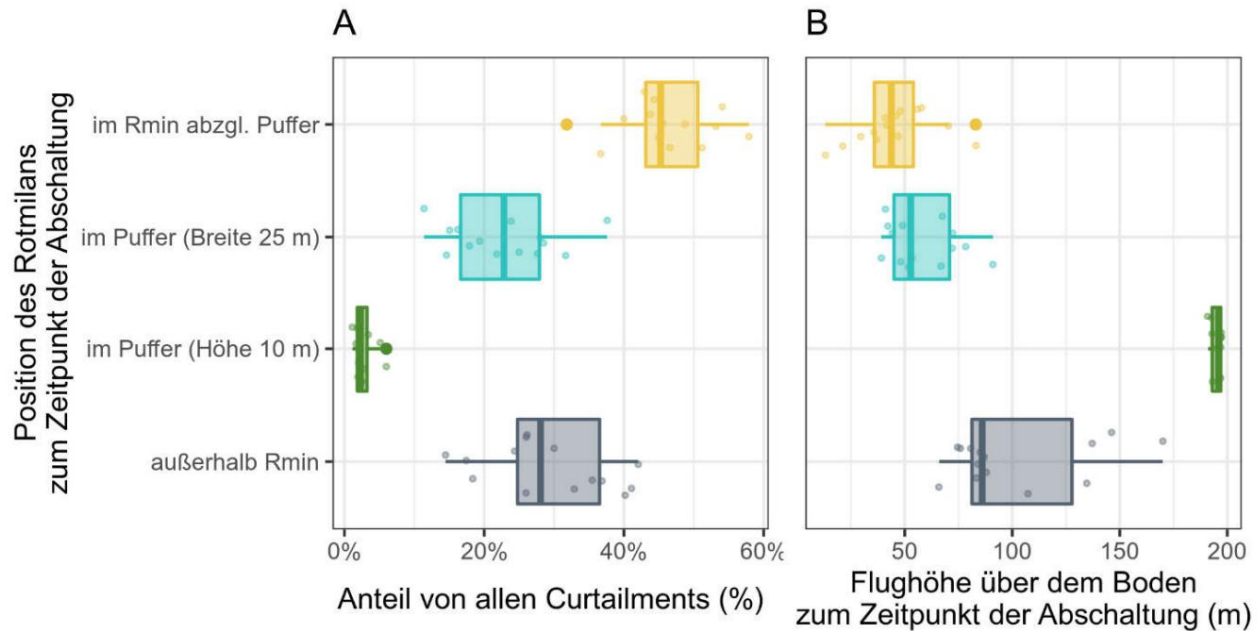 A
B
Position des Rotmilans
zum Zeitpunkt der Abschaltung
im Rmin abzgl. Puffer
im Puffer (Breite 25 m)
im Puffer (Höhe 10 m)
außerhalb Rmin
0% 20% 40% 60%
50 100 150 200
Anteil von allen Curtailments (%)
Flughöhe über dem Boden
zum Zeitpunkt der Abschaltung (m)